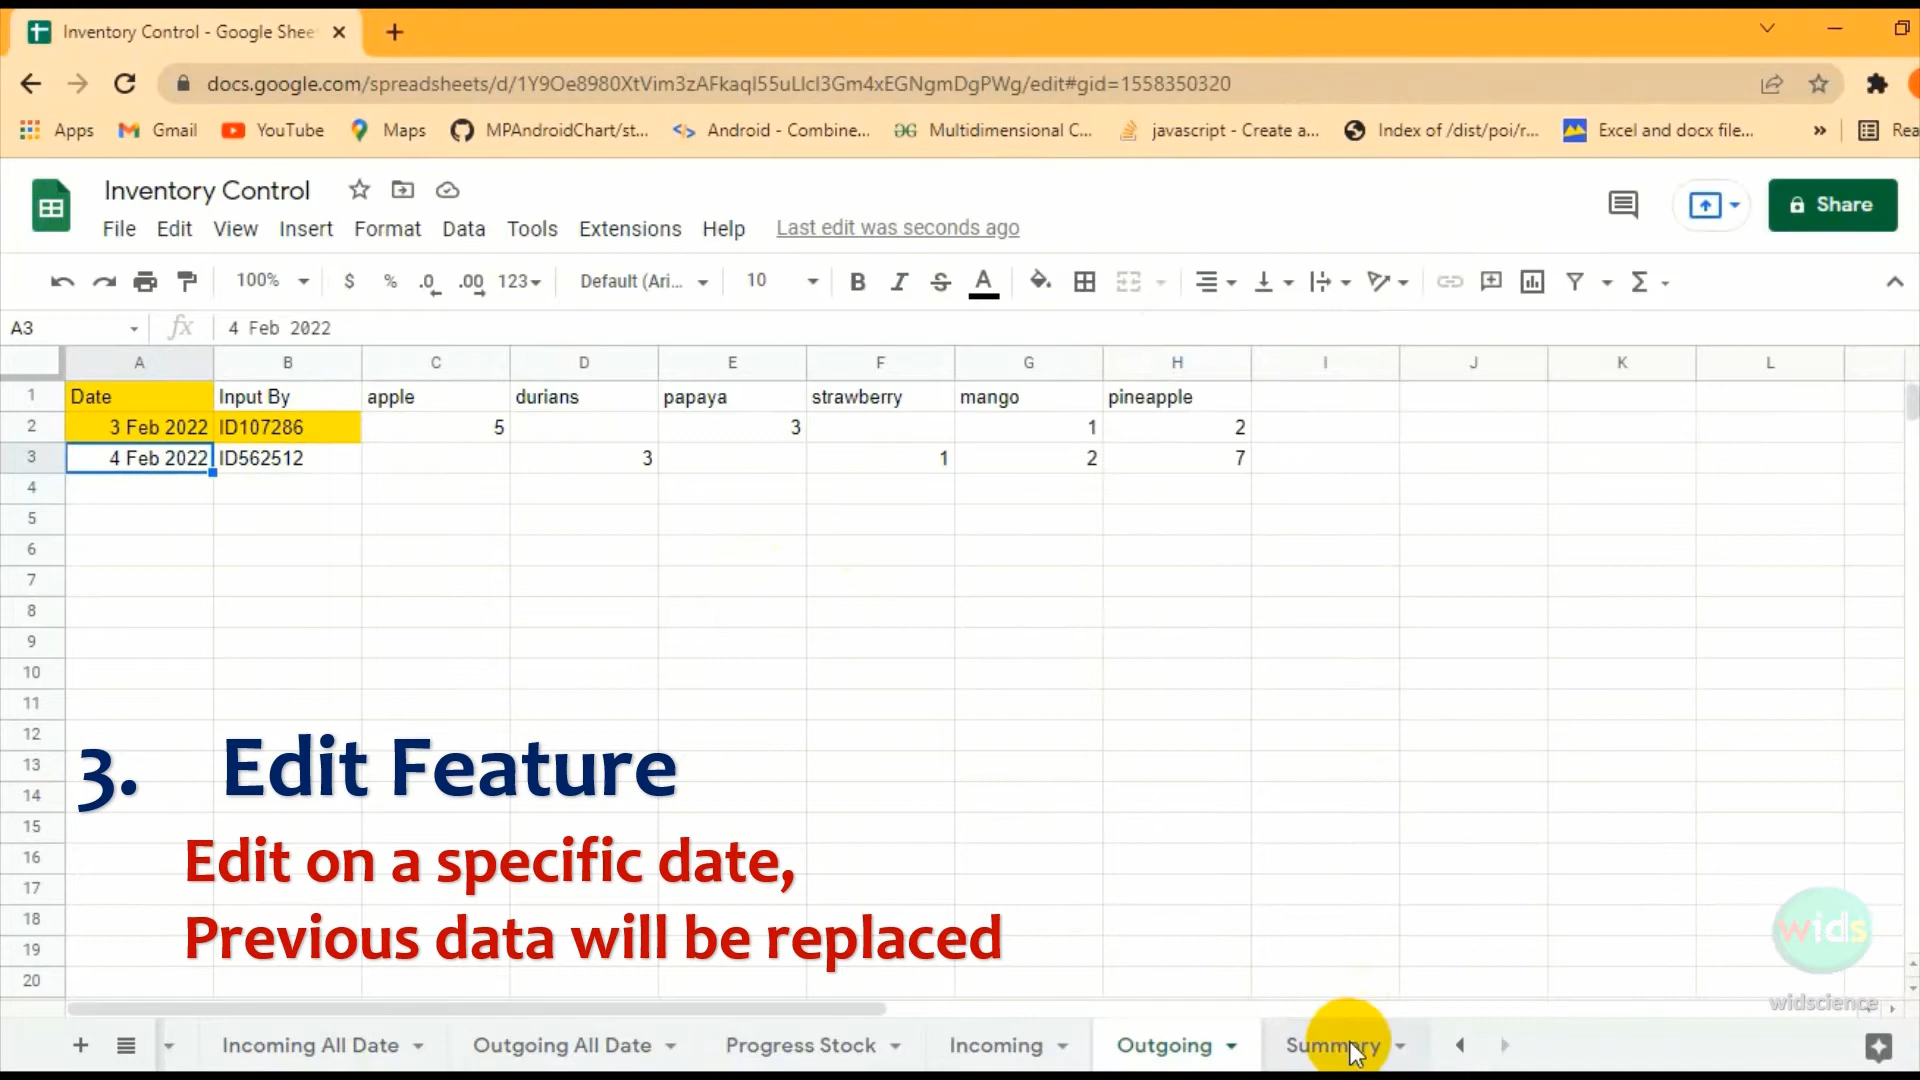 Inventory Control - Google Shee
docs.google.com/spreadsheets/d/1Y9Oe8980XtVim3zAFkaqI55uLIcI3Gm4xEGNgmDgPWg/edit#gid=1558350320
Apps Gmail YouTube Maps MPAndroidChart/st... Android - Combine... Multidimensional C... javascript - Create a... Index of /dist/poi/r... Excel and docx file... » Rea
Inventory Control
File Edit View Insert Format Data Tools Extensions Help Last edit was seconds ago
Share
100% $ % .0 .00 123 Default (Ari... 10 B I S A Σ
A3 fx 4 Feb 2022
A B C D E F G H I J K L
1 Date Input By apple durians papaya strawberry mango pineapple
2 3 Feb 2022 ID107286 5 3 1 2
3 4 Feb 2022 ID562512 3 1 2 7
4
5
6
7
8
9
10
11
12
13
14
15
16
17
18
19
20
3. Edit Feature
Edit on a specific date,
Previous data will be replaced
wids
widscience
+ Incoming All Date Outgoing All Date Progress Stock Incoming Outgoing Summary